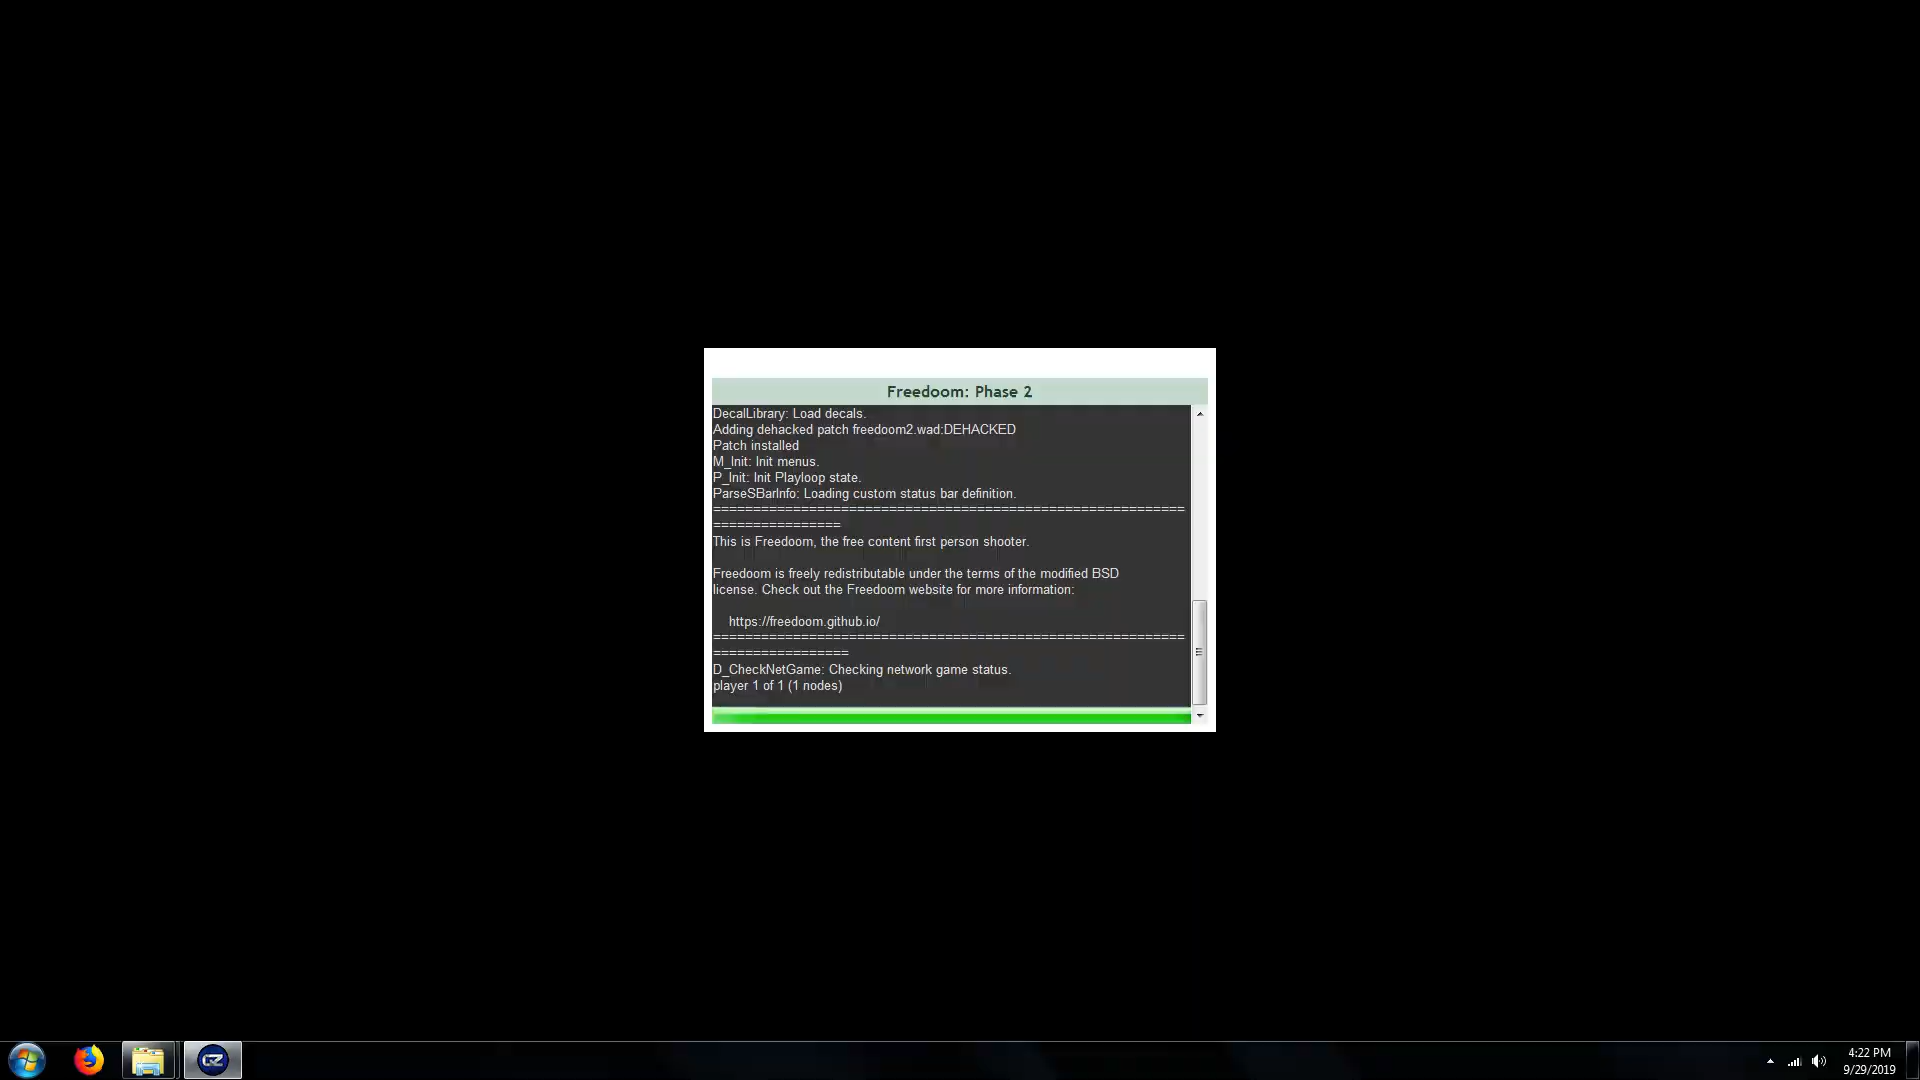 Freedoom: Phase 2
DecalLibrary: Load decals.
Adding dehacked patch freedoom2.wad:DEHACKED
Patch installed
M_Init: Init menus.
P_Init: Init Playloop state.
ParseSBarInfo: Loading custom status bar definition.
===========================================================
================
This is Freedoom, the free content first person shooter.
Freedoom is freely redistributable under the terms of the modified BSD
license. Check out the Freedoom website for more information:
https://freedoom.github.io/
===========================================================
=================
D_CheckNetGame: Checking network game status.
player 1 of 1 (1 nodes)
4:22 PM
9/29/2019